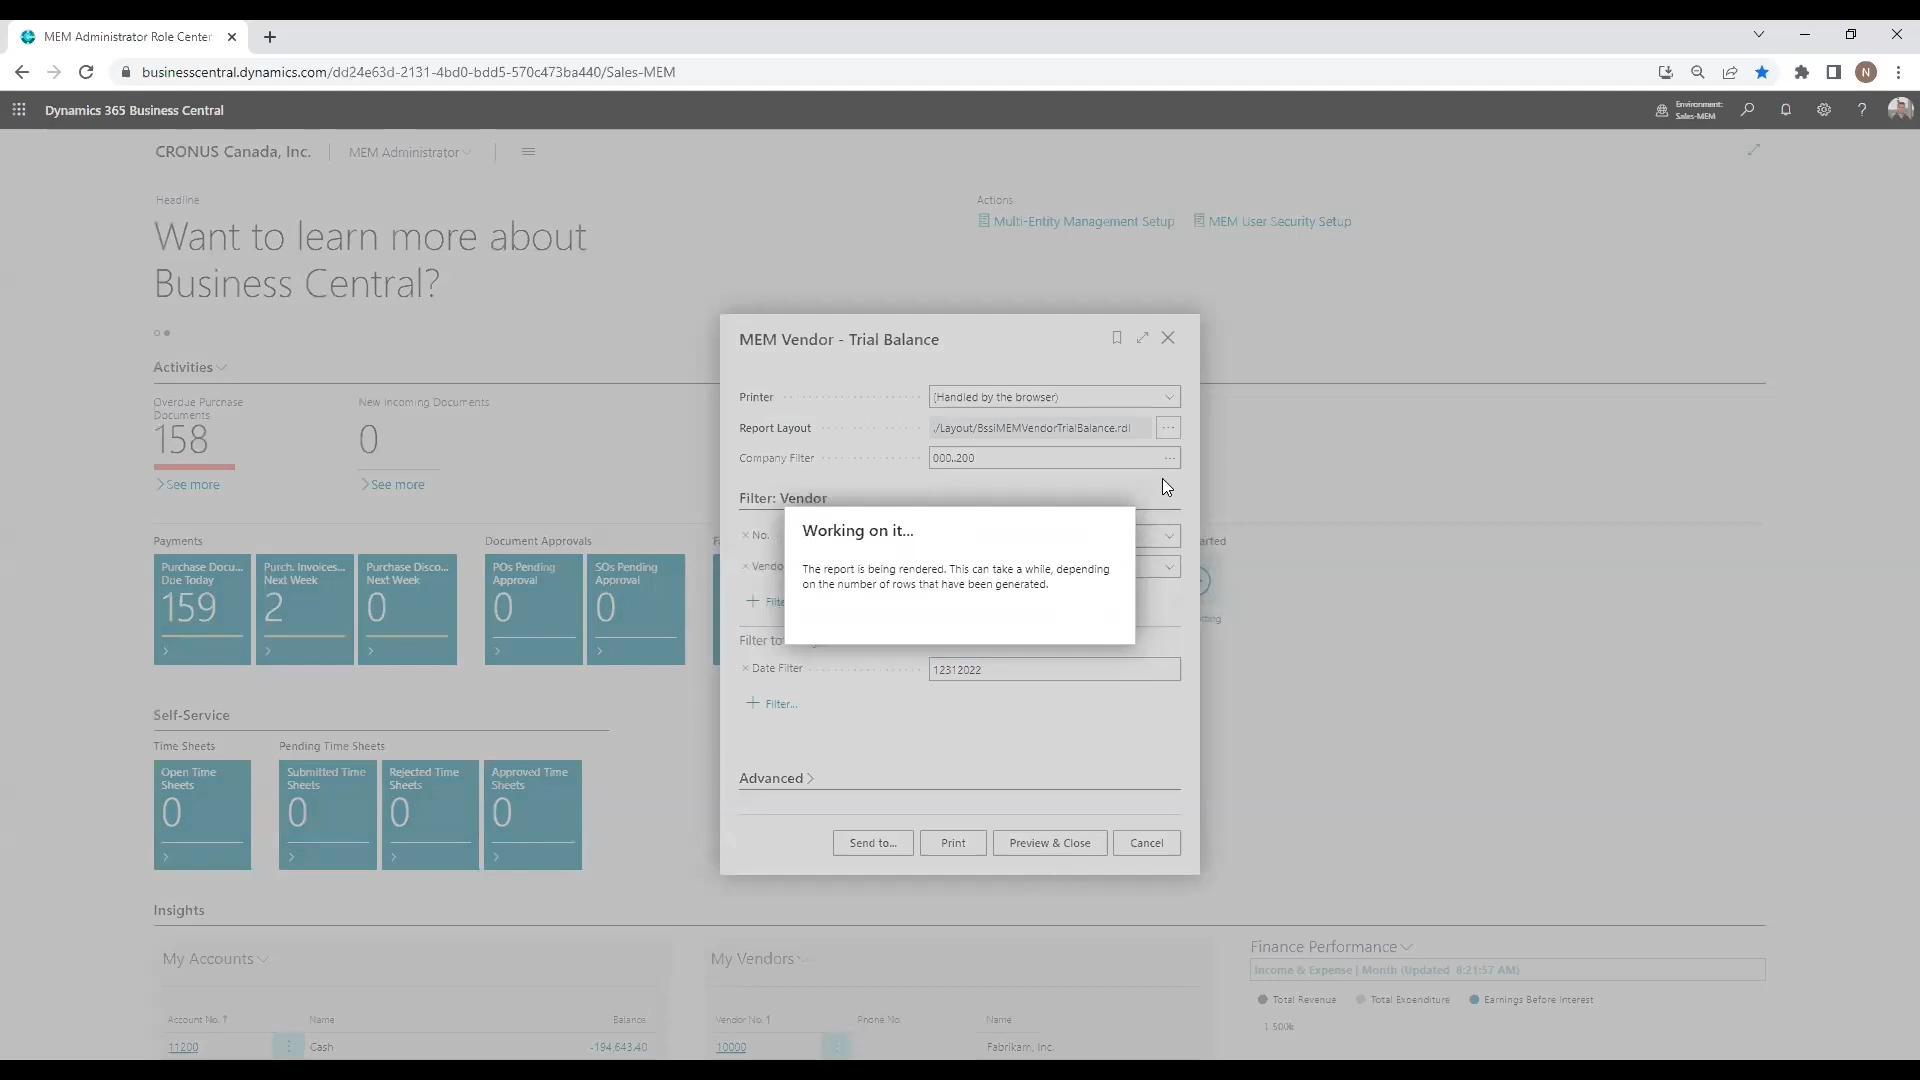 MEM Administrator Role Center
businesscentral.dynamics.com/dd24e63d-2131-4bd0-bdd5-570c473ba440/Sales-MEM
N
Dynamics 365 Business Central
Environment:
Sales-MEM
CRONUS Canada, Inc.
MEM Administrator
Headline
Want to learn more about
Business Central?
Actions
Multi-Entity Management Setup
MEM User Security Setup
Activities
Overdue Purchase
Documents
158
See more
New Incoming Documents
0
See more
Payments
Purchase Docu...
Due Today
159
Purch. Invoices...
Next Week
2
Purchase Disco...
Next Week
0
Document Approvals
POs Pending
Approval
0
SOs Pending
Approval
0
Self-Service
Time Sheets
Open Time
Sheets
0
Pending Time Sheets
Submitted Time
Sheets
0
Rejected Time
Sheets
0
Approved Time
Sheets
0
MEM Vendor - Trial Balance
Printer
(Handled by the browser)
Report Layout
./Layout/BssiMEMVendorTrialBalance.rdl
...
Company Filter
000..200
...
Filter: Vendor
× No.
× Vendo
+ Filte
Working on it...
The report is being rendered. This can take a while, depending
on the number of rows that have been generated.
Filter to
× Date Filter
12312022
+ Filter...
Advanced >
Send to...
Print
Preview & Close
Cancel
Insights
My Accounts
Account No. ↑
Name
Balance
11200
Cash
-194,643.40
My Vendors
Vendor No. ↑
Phone No.
Name
10000
Fabrikam, Inc.
Finance Performance
Income & Expense | Month (Updated 8:21:57 AM)
Total Revenue
Total Expenditure
Earnings Before Interest
1 500k